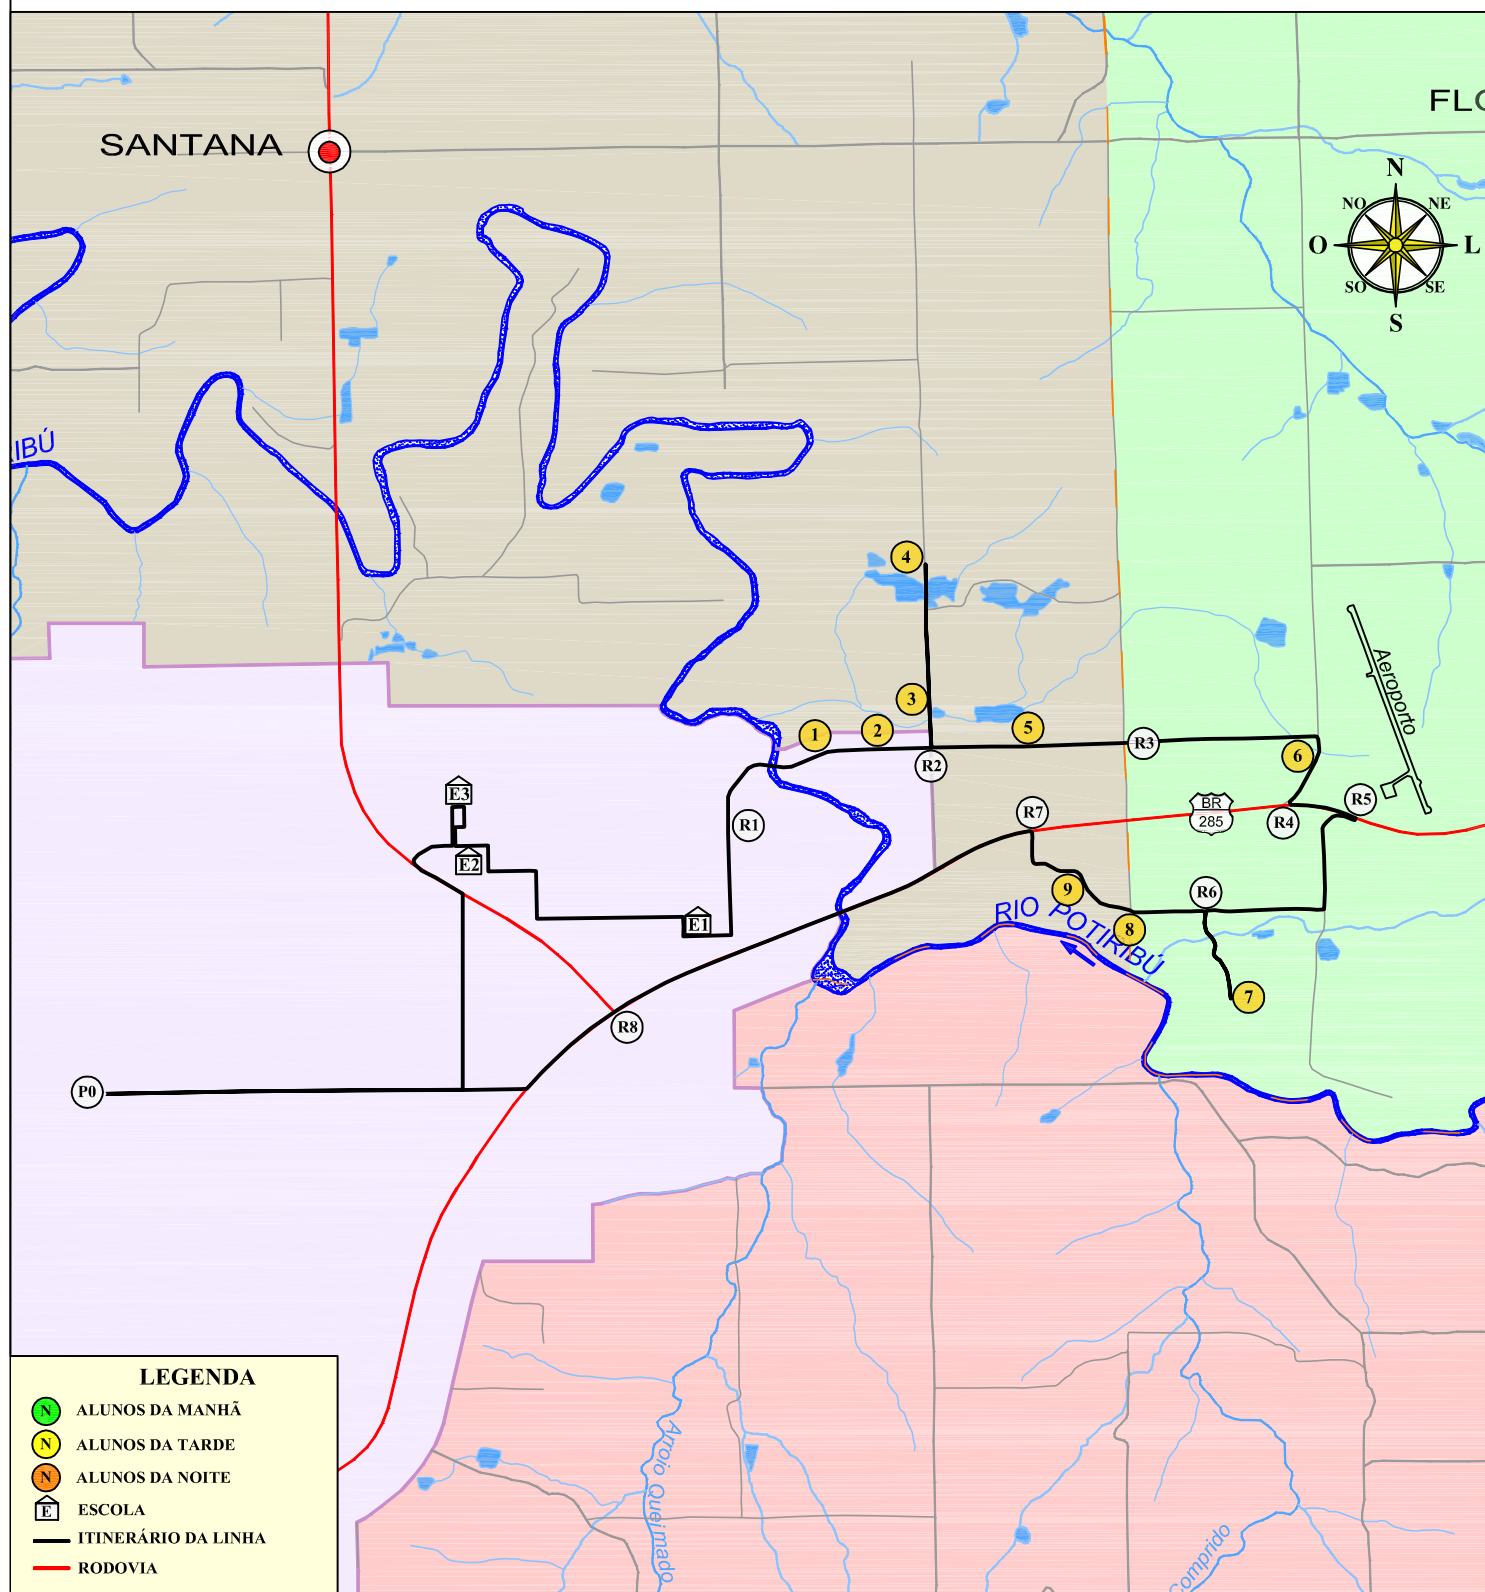 FLO
SANTANA
N
NO
NE
O
L
SO
SE
S
RIBÚ
4
Aeroporto
3
1
2
5
R3
6
R2
E3
R7
BR
285
R5
R4
R1
E2
9
R6
E1
RIO POTIRIBÚ
8
7
R8
P0
LEGENDA
N ALUNOS DA MANHÃ
N ALUNOS DA TARDE
N ALUNOS DA NOITE
E ESCOLA
ITINERÁRIO DA LINHA
RODOVIA
Arroio Queimado
Comprido